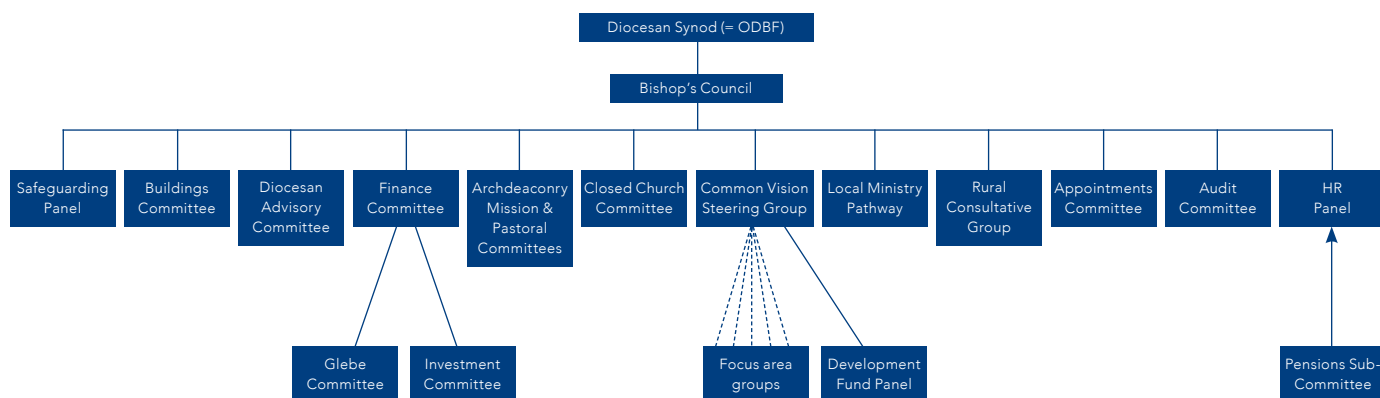 Diocesan Synod (= ODBF)
Bishop's Council
Safeguarding
Panel
Buildings
Committee
Diocesan
Advisory
Committee
Finance
Committee
Archdeaconry
Mission &
Pastoral
Committees
Closed Church
Committee
Common Vision
Steering Group
Local Ministry
Pathway
Rural
Consultative
Group
Appointments
Committee
Audit
Committee
HR
Panel
Glebe
Committee
Investment
Committee
Focus area
groups
Development
Fund Panel
Pensions Sub-
Committee